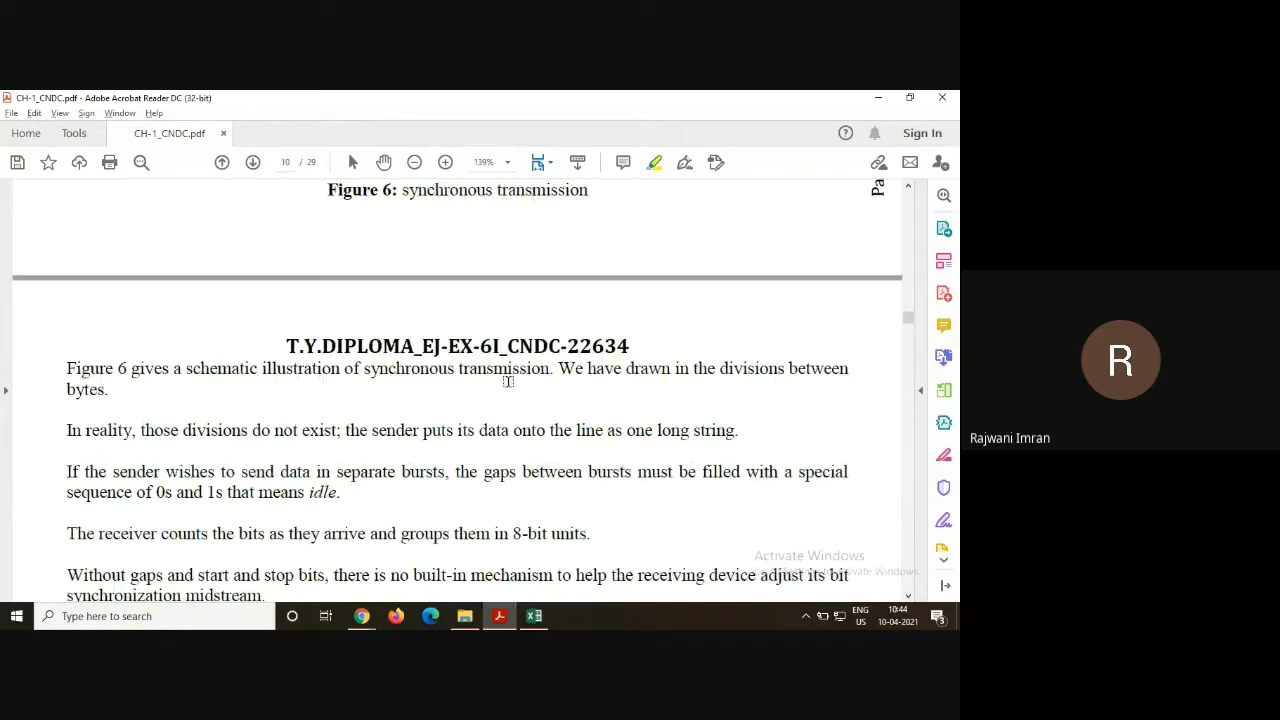 CH-1_CNDC.pdf - Adobe Acrobat Reader DC (32-bit)
File Edit View Sign Window Help
Home Tools CH-1_CNDC.pdf × Sign In
10 / 29 139%
Figure 6: synchronous transmission
Pa
T.Y.DIPLOMA_EJ-EX-6I_CNDC-22634
Figure 6 gives a schematic illustration of synchronous transmission. We have drawn in the divisions between
bytes.
In reality, those divisions do not exist; the sender puts its data onto the line as one long string.
If the sender wishes to send data in separate bursts, the gaps between bursts must be filled with a special
sequence of 0s and 1s that means idle.
The receiver counts the bits as they arrive and groups them in 8-bit units.
Without gaps and start and stop bits, there is no built-in mechanism to help the receiving device adjust its bit
synchronization midstream.
Activate Windows
Activate Windows.
Type here to search
ENG
US
10:44
10-04-2021
3
R
Rajwani Imran